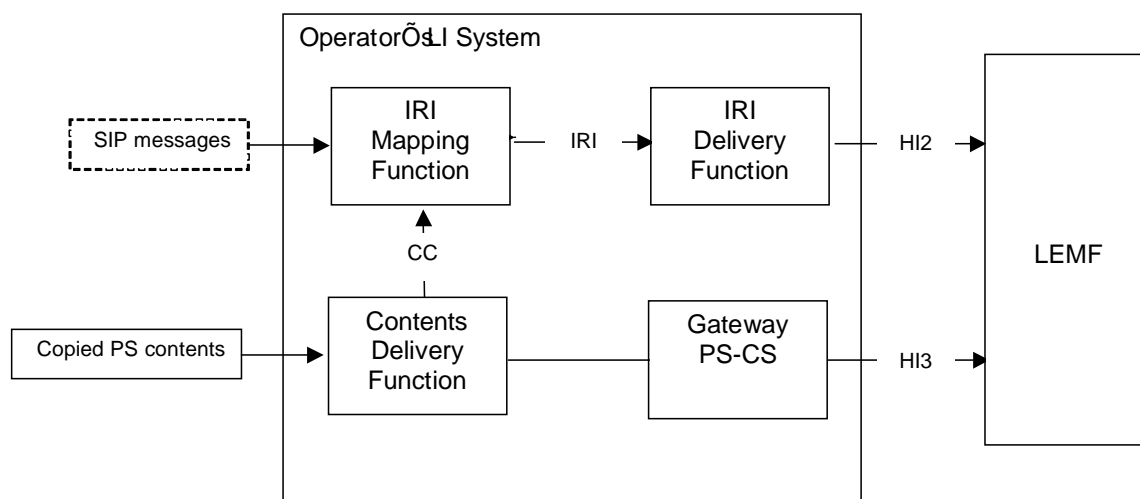 OperatorÕs LI System
SIP messages
IRI
Mapping
Function
IRI
IRI
Delivery
Function
HI2
CC
LEMF
Copied PS contents
Contents
Delivery
Function
Gateway
PS-CS
HI3